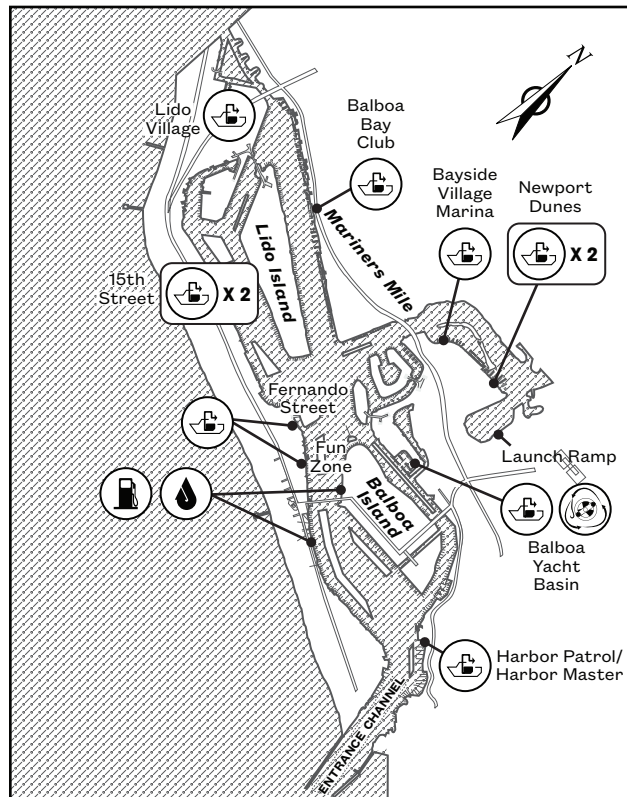 N
Lido
Village
Balboa
Bay
Club
Bayside
Village
Marina
Newport
Dunes
X 2
Mariners Mile
Lido Island
15th
Street
X 2
Fernando
Street
Fun
Zone
Launch Ramp
Balboa
Island
Balboa
Yacht
Basin
Harbor Patrol/
Harbor Master
ENTRANCE CHANNEL